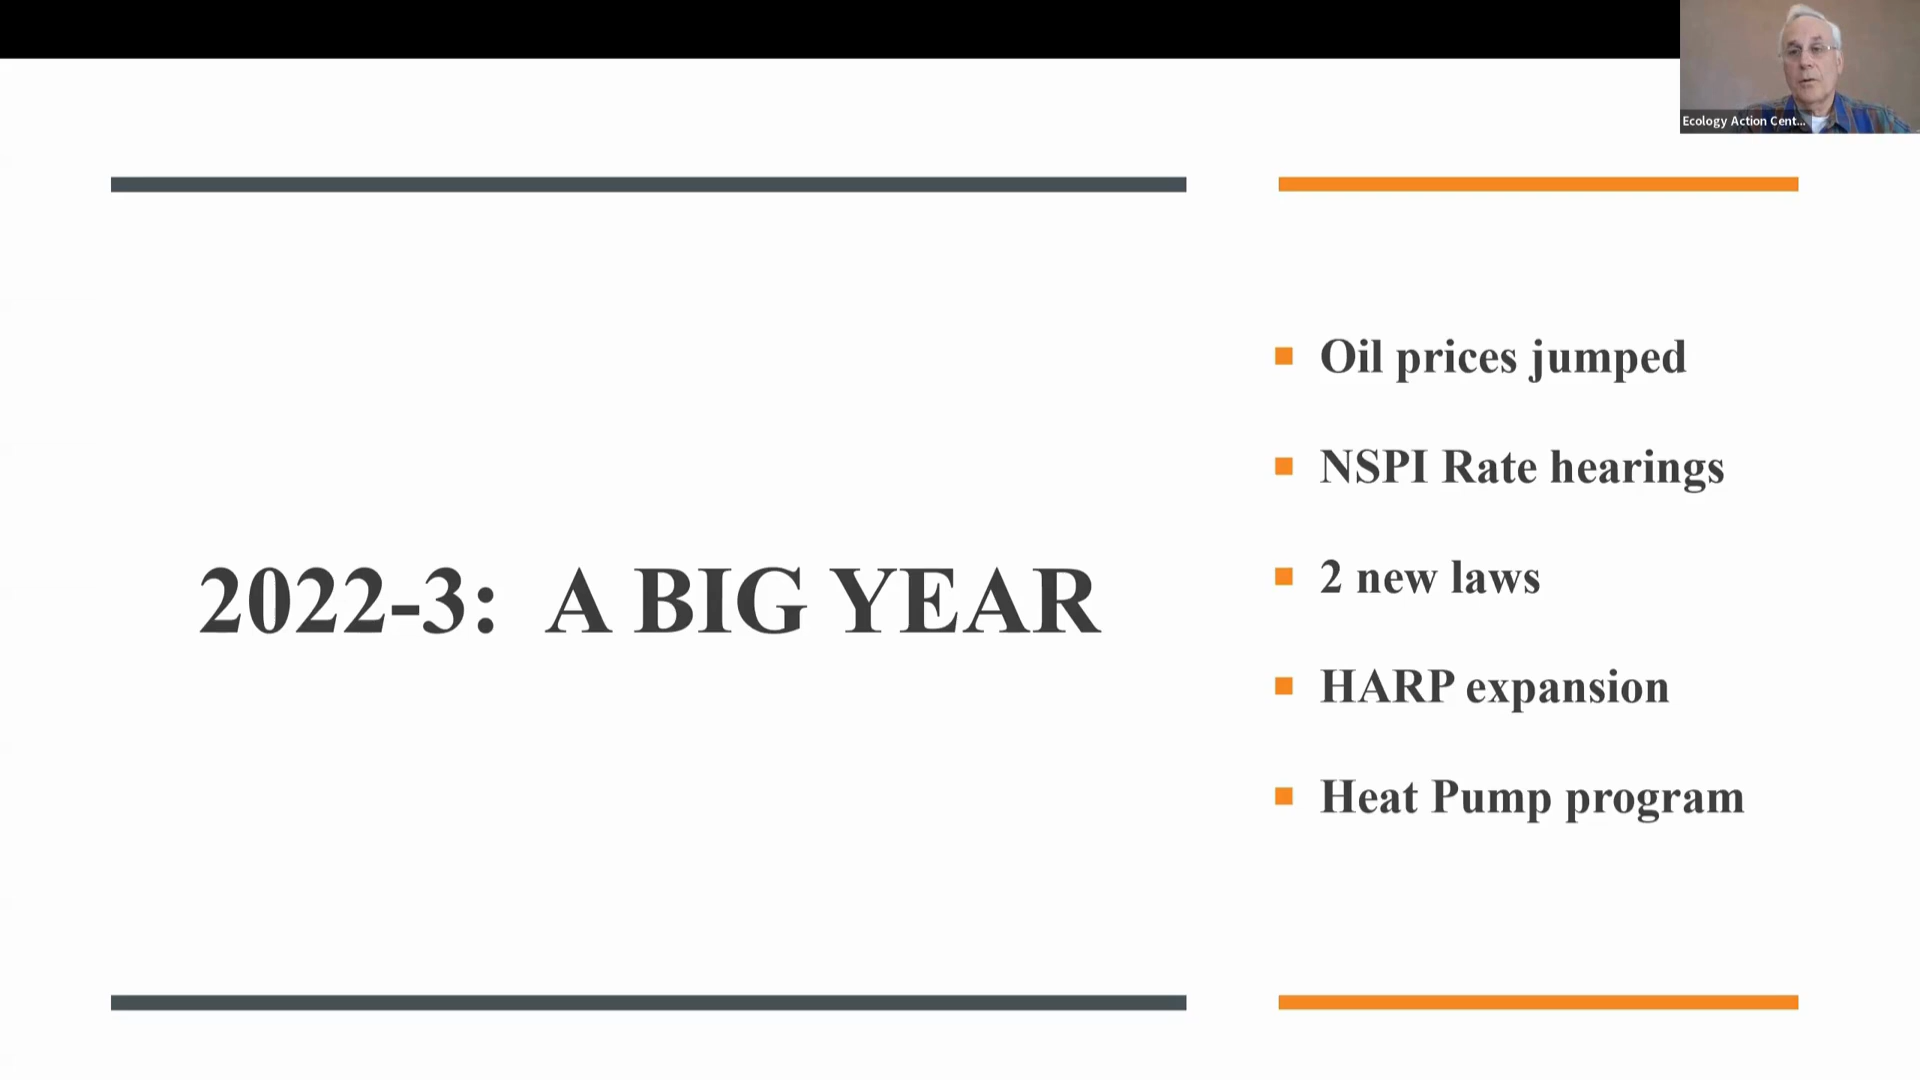 Ecology Action Cent...
2022-3: A BIG YEAR
Oil prices jumped
NSPI Rate hearings
2 new laws
HARP expansion
Heat Pump program